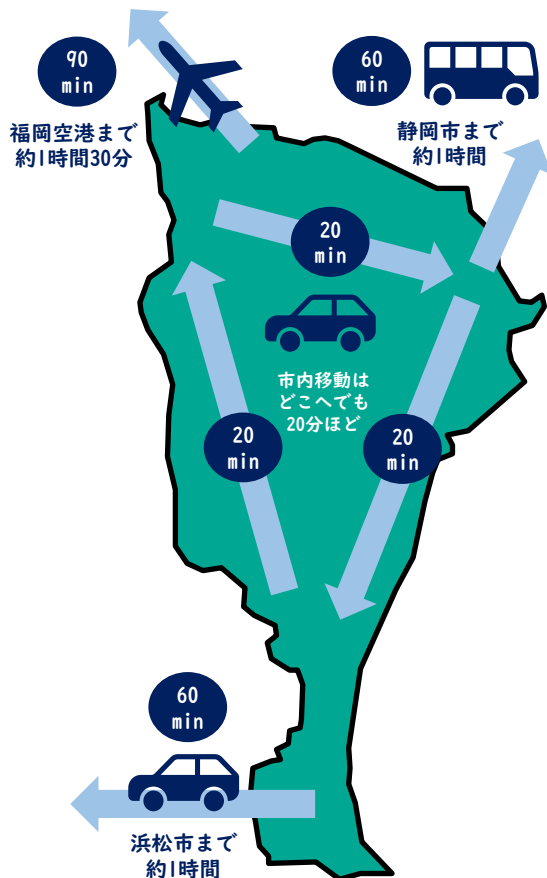 90
min
福岡空港まで
約1時間30分
60
min
静岡市まで
約1時間
20
min
市内移動は
どこへでも
20分ほど
20
min
20
min
60
min
浜松市まで
約1時間